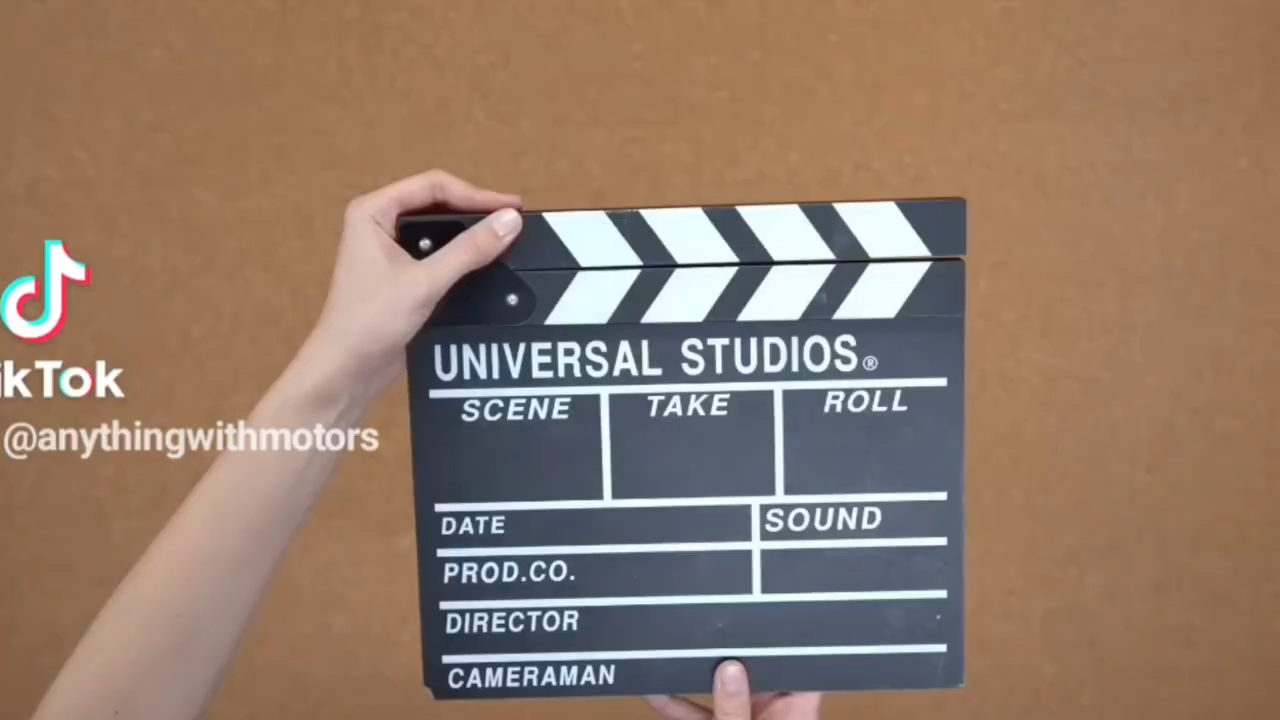 UNIVERSAL STUDIOS®
SCENE TAKE ROLL
ikTok
@anythingwithmotors
DATE SOUND
PROD.CO.
DIRECTOR
CAMERAMAN